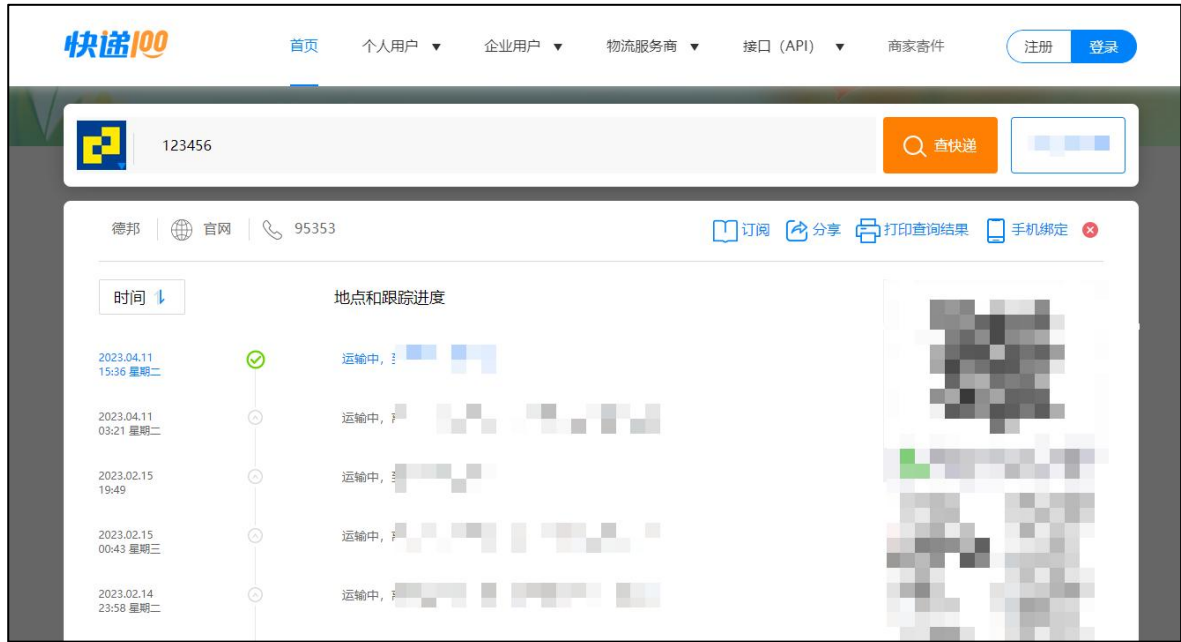 快递100
首页 个人用户 ▼ 企业用户 ▼ 物流服务商 ▼ 接口（API） ▼ 商家寄件 注册 登录
123456 查快递
德邦 官网 95353 订阅 分享 打印查询结果 手机绑定
时间 地点和跟踪进度
2023.04.11
15:36 星期二
运输中，
2023.04.11
03:21 星期二
运输中，
2023.02.15
19:49
运输中，
2023.02.15
00:43 星期三
运输中，
2023.02.14
23:58 星期二
运输中，